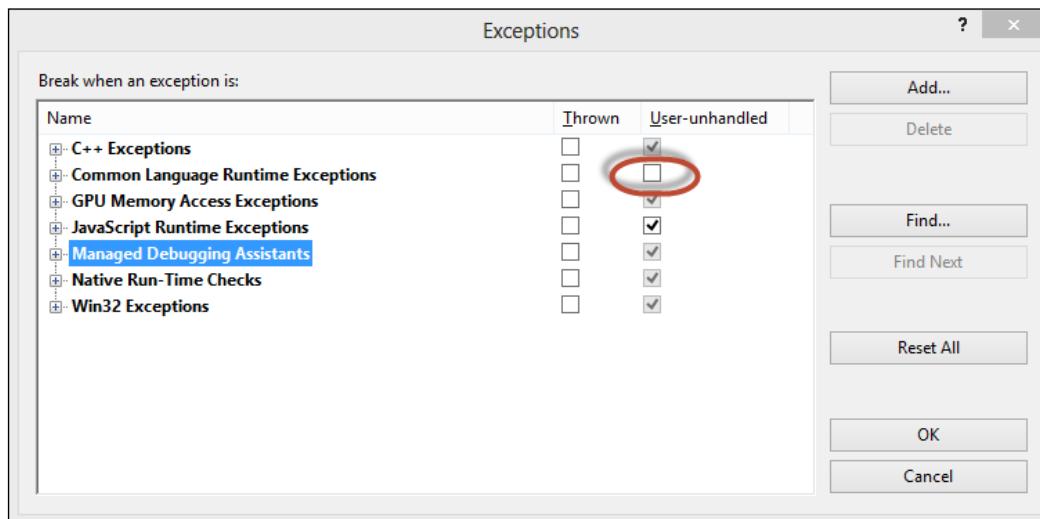 Exceptions
?
Break when an exception is:
Name Thrown User-unhandled
C++ Exceptions
Common Language Runtime Exceptions
GPU Memory Access Exceptions
JavaScript Runtime Exceptions
Managed Debugging Assistants
Native Run-Time Checks
Win32 Exceptions
Add...
Delete
Find...
Find Next
Reset All
OK
Cancel